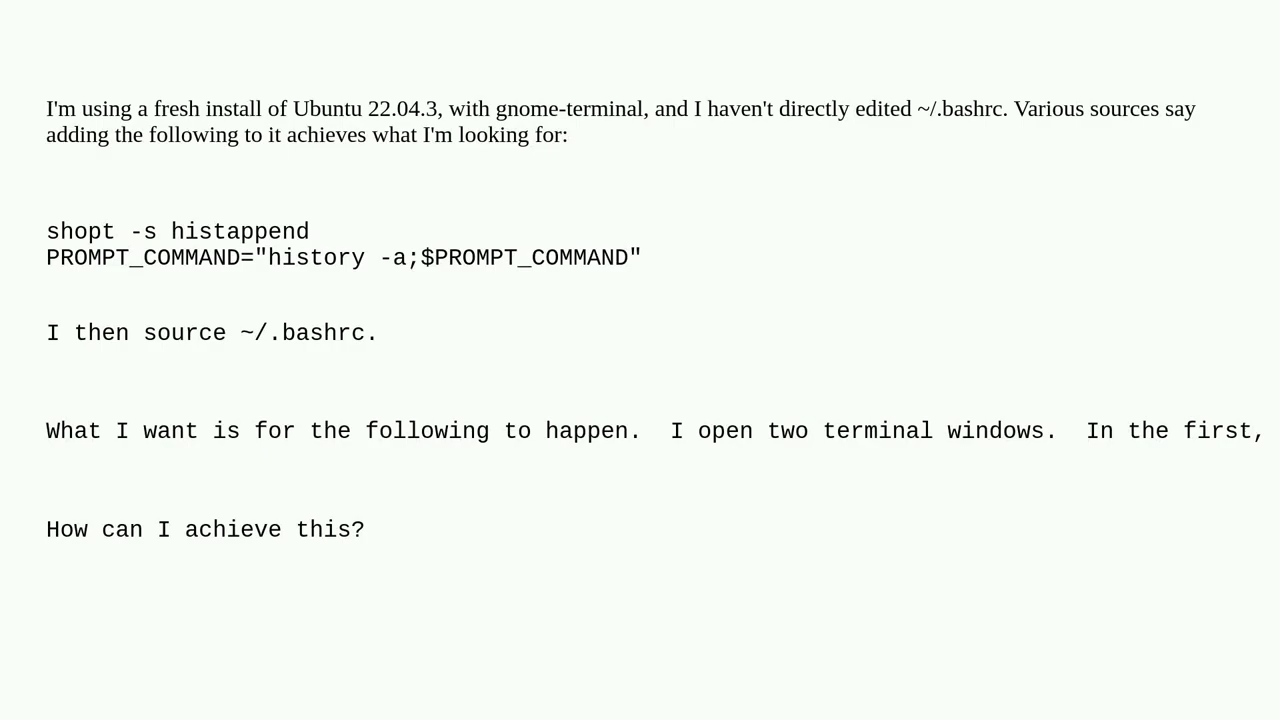 I'm using a fresh install of Ubuntu 22.04.3, with gnome-terminal, and I haven't directly edited ~/.bashrc. Various sources say
adding the following to it achieves what I'm looking for:
shopt -s histappend
PROMPT_COMMAND="history -a;$PROMPT_COMMAND"
I then source ~/.bashrc.
What I want is for the following to happen.  I open two terminal windows.  In the first,
How can I achieve this?